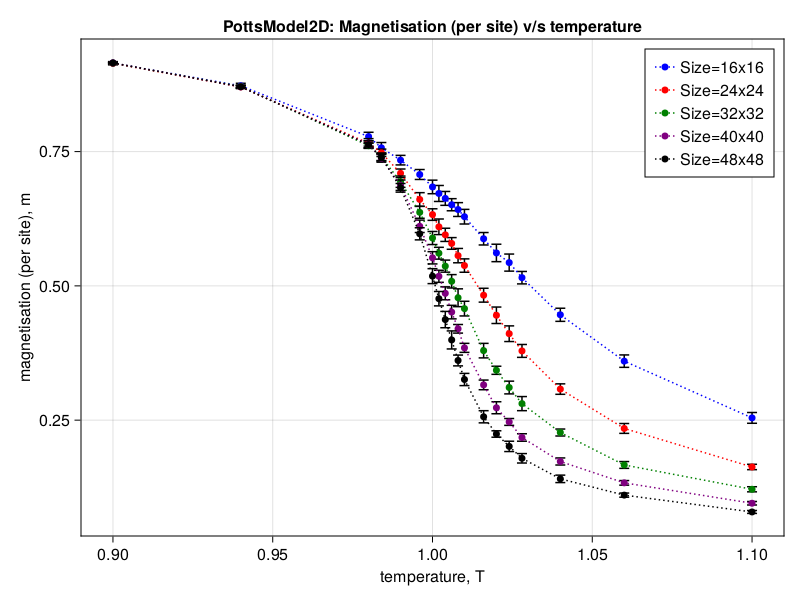 PottsModel2D: Magnetisation (per site) v/s temperature
Size=16x16
Size=24x24
Size=32x32
Size=40x40
Size=48x48
magnetisation (per site), m
0.75
0.50
0.25
0.90
0.95
1.00
1.05
1.10
temperature, T